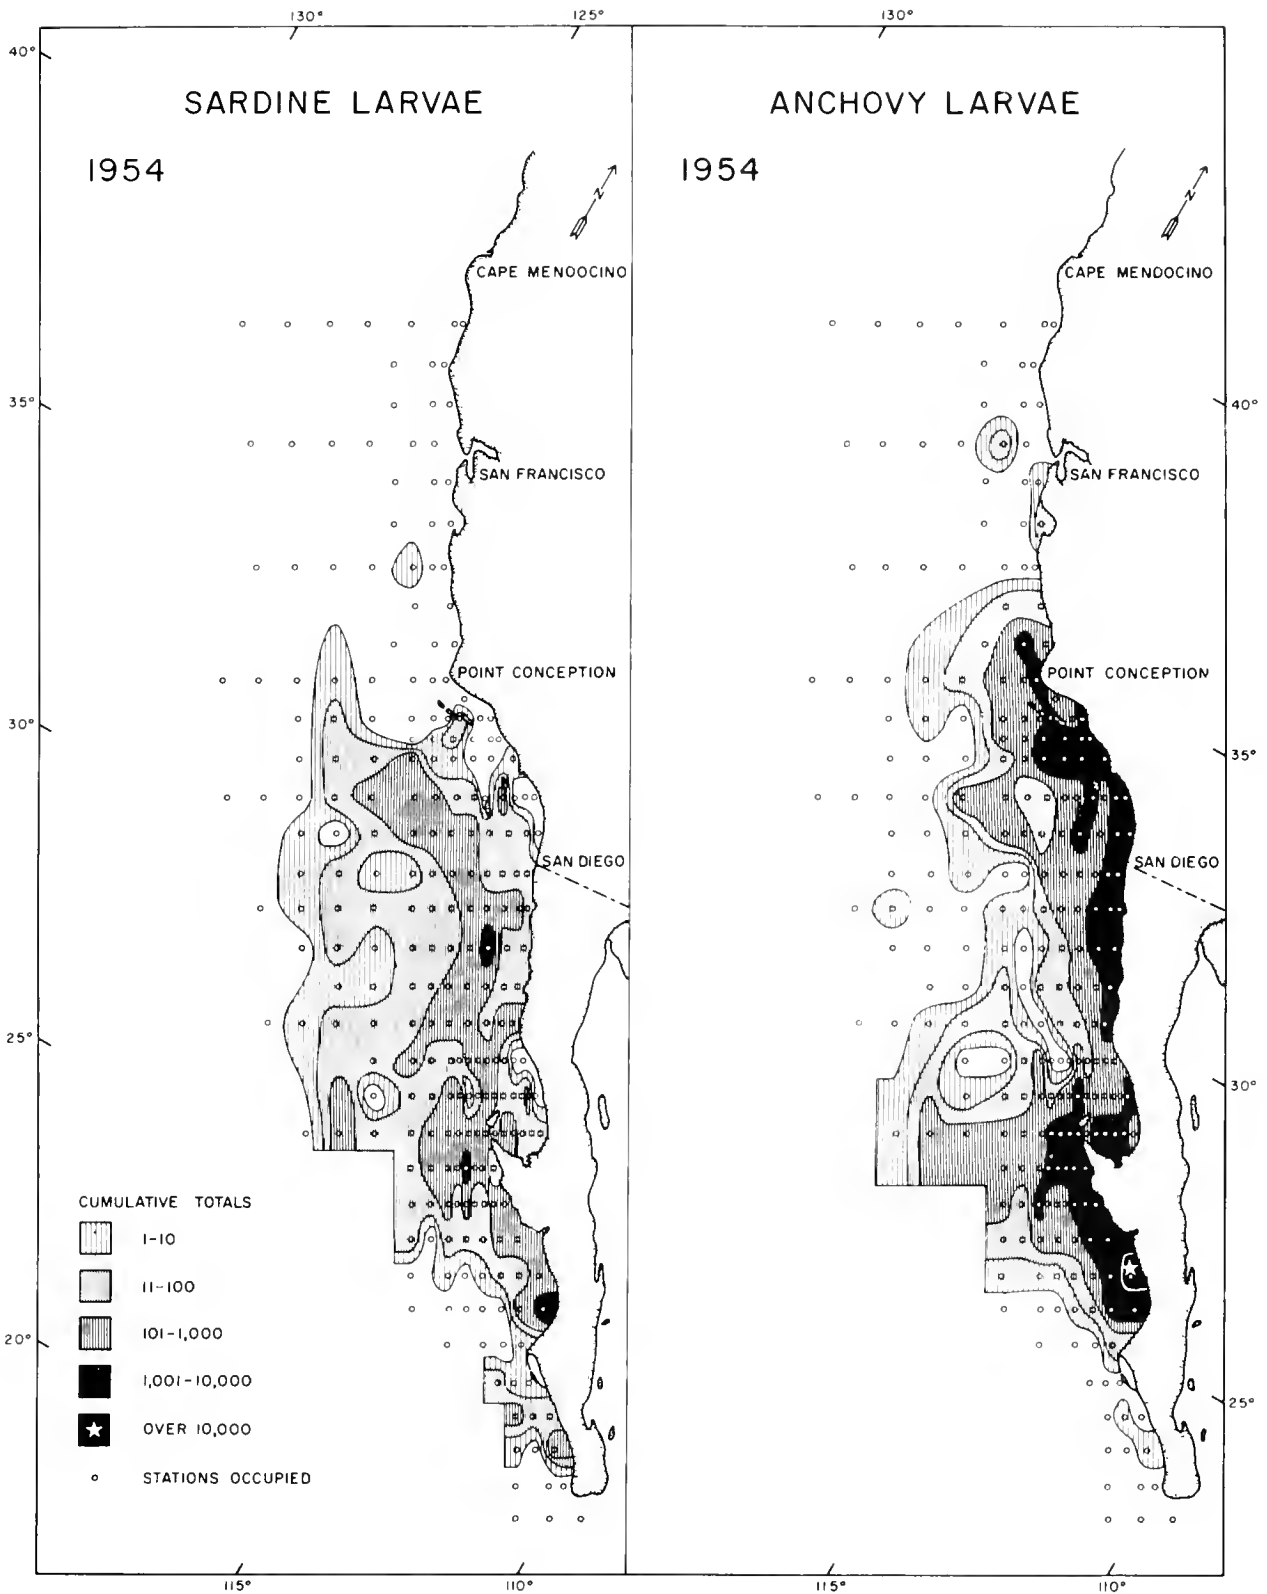 130° 125° 130°
40°
SARDINE LARVAE
ANCHOVY LARVAE
1954
1954
N
N
CAPE MENDOCINO
CAPE MENDOCINO
35°
40°
SAN FRANCISCO
SAN FRANCISCO
POINT CONCEPTION
POINT CONCEPTION
30°
35°
SAN DIEGO
SAN DIEGO
25°
30°
CUMULATIVE TOTALS
1-10
11-100
101-1,000
1,001-10,000
OVER 10,000
STATIONS OCCUPIED
20°
25°
115° 110° 115° 110°